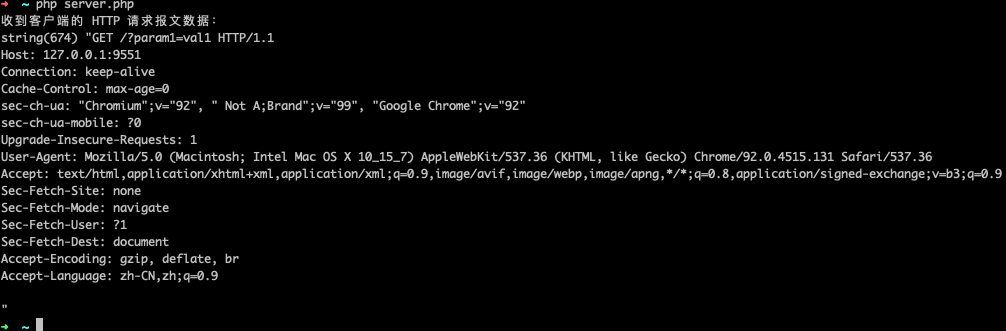 ➜ ~ php server.php
收到客户端的 HTTP 请求报文数据：
string(674) "GET /?param1=val1 HTTP/1.1
Host: 127.0.0.1:9551
Connection: keep-alive
Cache-Control: max-age=0
sec-ch-ua: "Chromium";v="92", " Not A;Brand";v="99", "Google Chrome";v="92"
sec-ch-ua-mobile: ?0
Upgrade-Insecure-Requests: 1
User-Agent: Mozilla/5.0 (Macintosh; Intel Mac OS X 10_15_7) AppleWebKit/537.36 (KHTML, like Gecko) Chrome/92.0.4515.131 Safari/537.36
Accept: text/html,application/xhtml+xml,application/xml;q=0.9,image/avif,image/webp,image/apng,*/*;q=0.8,application/signed-exchange;v=b3;q=0.9
Sec-Fetch-Site: none
Sec-Fetch-Mode: navigate
Sec-Fetch-User: ?1
Sec-Fetch-Dest: document
Accept-Encoding: gzip, deflate, br
Accept-Language: zh-CN,zh;q=0.9

"
➜ ~